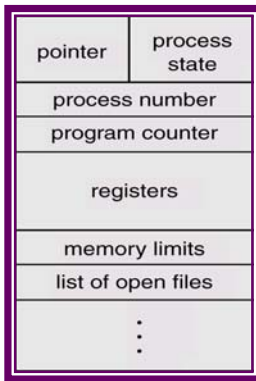 pointer
process
state
process number
program counter
registers
memory limits
list of open files